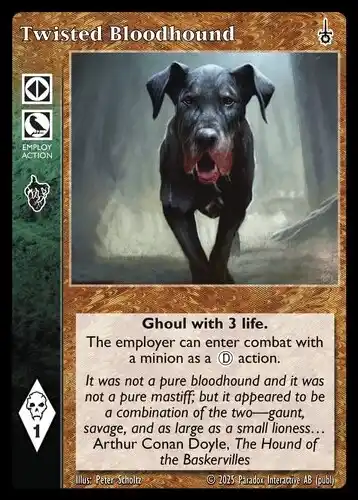 Twisted Bloodhound
EMPLOY
ACTION
Ghoul with 3 life.
The employer can enter combat with
a minion as a Ⓓ action.
It was not a pure bloodhound and it was
not a pure mastiff; but it appeared to be
a combination of the two—gaunt,
savage, and as large as a small lioness…
Arthur Conan Doyle, The Hound of
the Baskervilles
1
Illus: Peter Scholtz
© 2025 Paradox Interactive AB (publ)